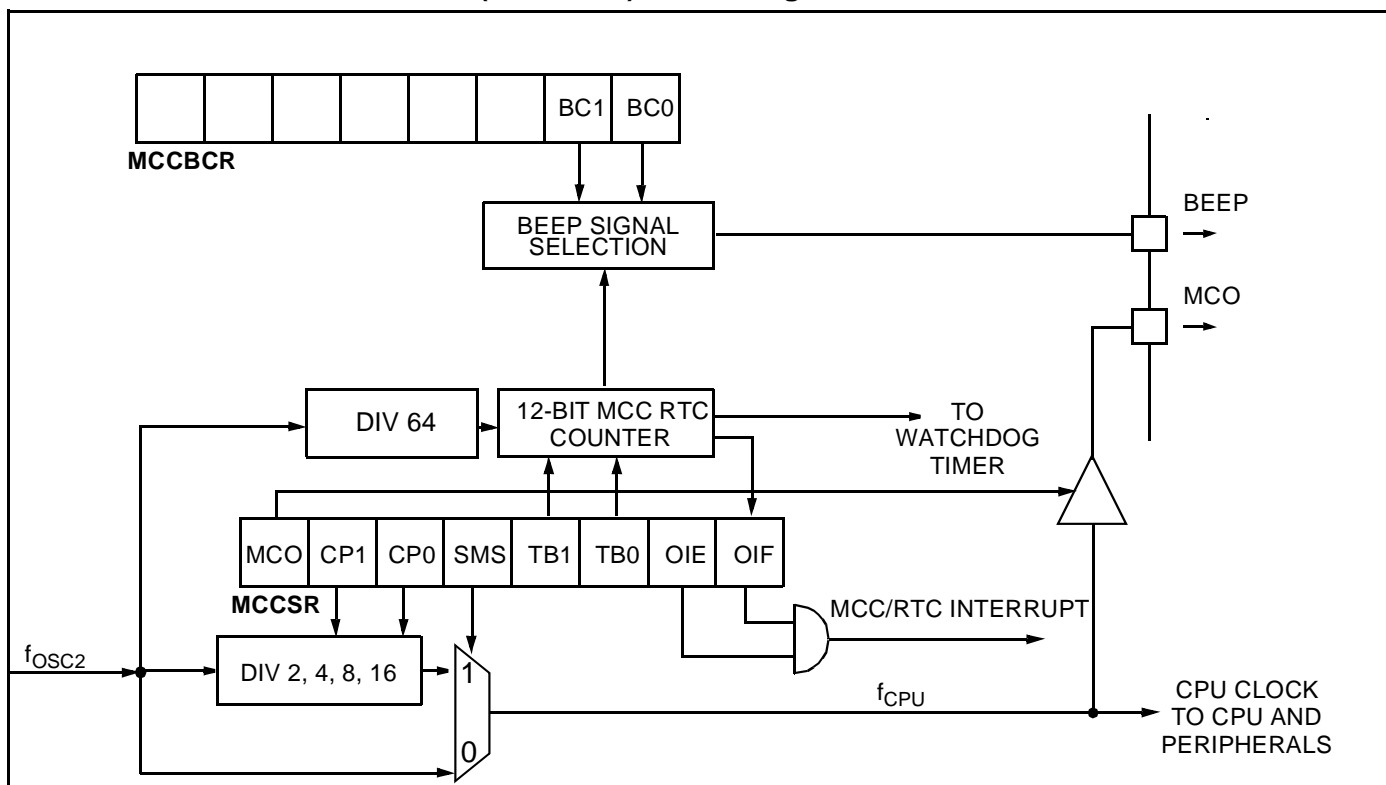 BC1 BC0
MCCBCR
BEEP SIGNAL
SELECTION
BEEP
MCO
DIV 64
12-BIT MCC RTC
COUNTER
TO
WATCHDOG
TIMER
MCO CP1 CP0 SMS TB1 TB0 OIE OIF
MCCSR
MCC/RTC INTERRUPT
fOSC2
DIV 2, 4, 8, 16
1
0
fCPU
CPU CLOCK
TO CPU AND
PERIPHERALS